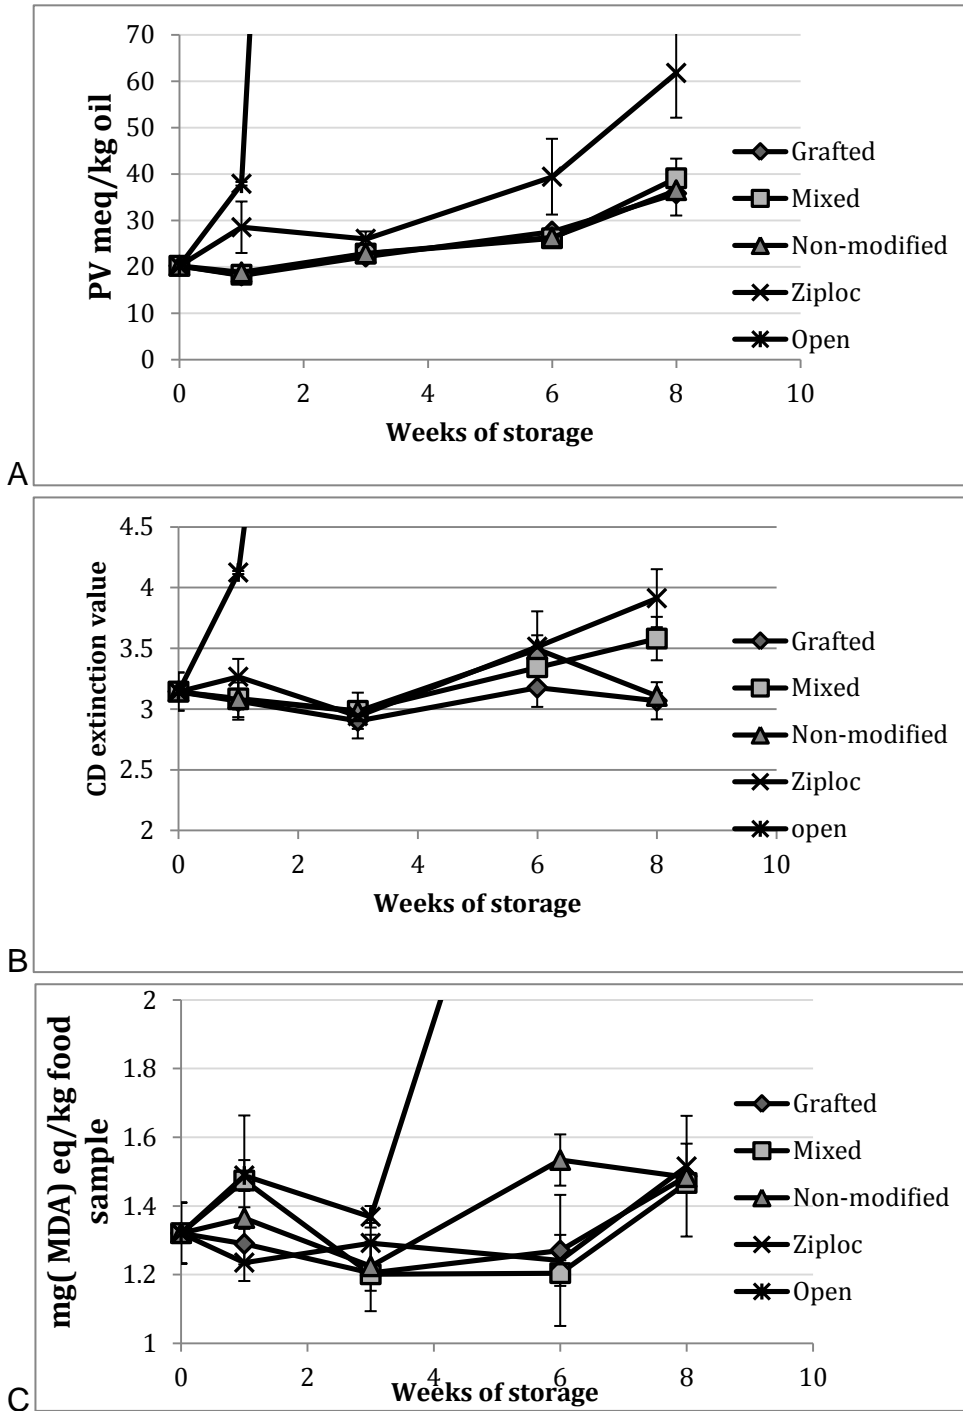 PV meq/kg oil
70
60
50
40
30
20
10
0
0 2 4 6 8 10
Weeks of storage
Grafted
Mixed
Non-modified
Ziploc
Open
A
CD extinction value
4.5
4
3.5
3
2.5
2
0 2 4 6 8 10
Weeks of storage
Grafted
Mixed
Non-modified
Ziploc
open
B
mg( MDA) eq/kg food
sample
2
1.8
1.6
1.4
1.2
1
0 2 4 6 8 10
Weeks of storage
Grafted
Mixed
Non-modified
Ziploc
Open
C